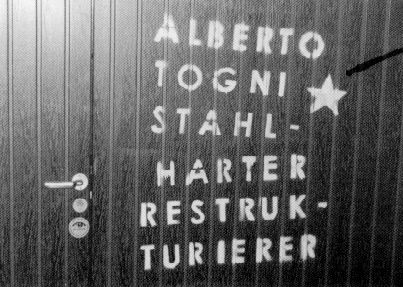 ALBERTO
TOGNI
STAHL-
HARTER
RESTRUK-
TURIERER